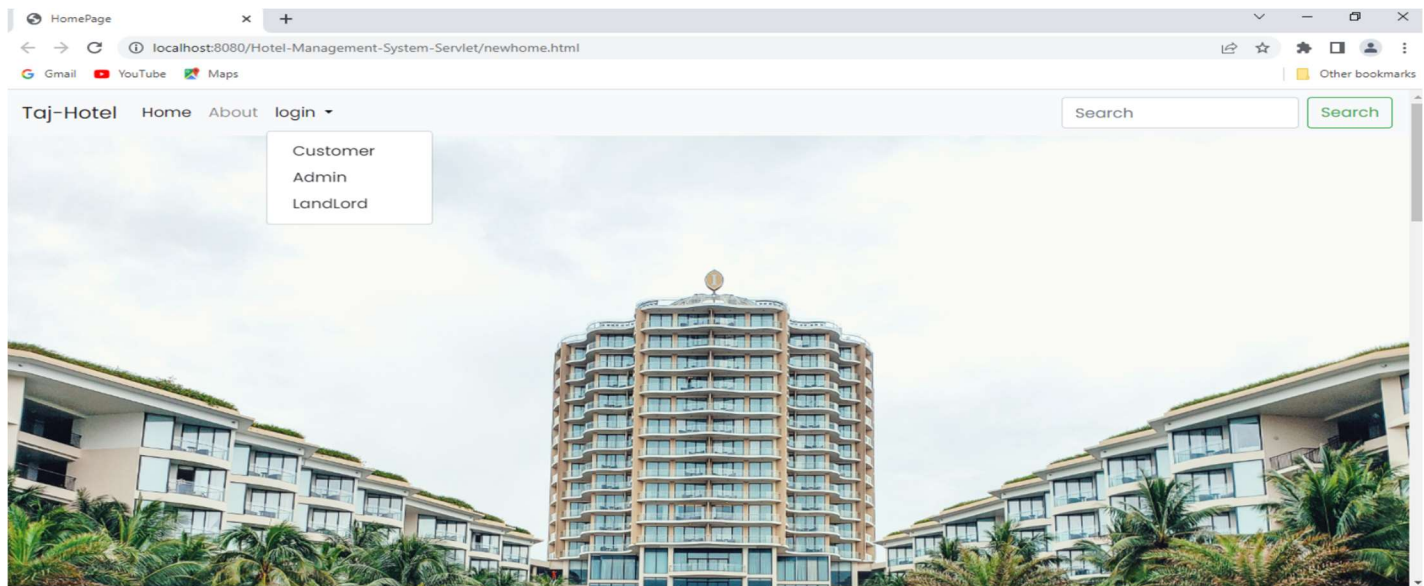 HomePage
localhost:8080/Hotel-Management-System-Servlet/newhome.html
Gmail YouTube Maps Other bookmarks
Taj-Hotel Home About login Search Search
Customer
Admin
LandLord